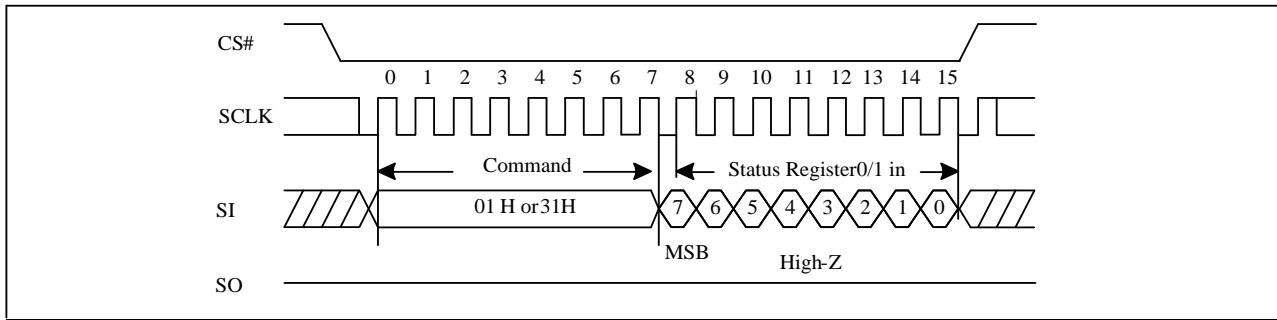 CS#
0 1 2 3 4 5 6 7 8 9 10 11 12 13 14 15
SCLK
Command Status Register0/1 in
SI 01 H or31H 7 6 5 4 3 2 1 0
MSB High-Z
SO